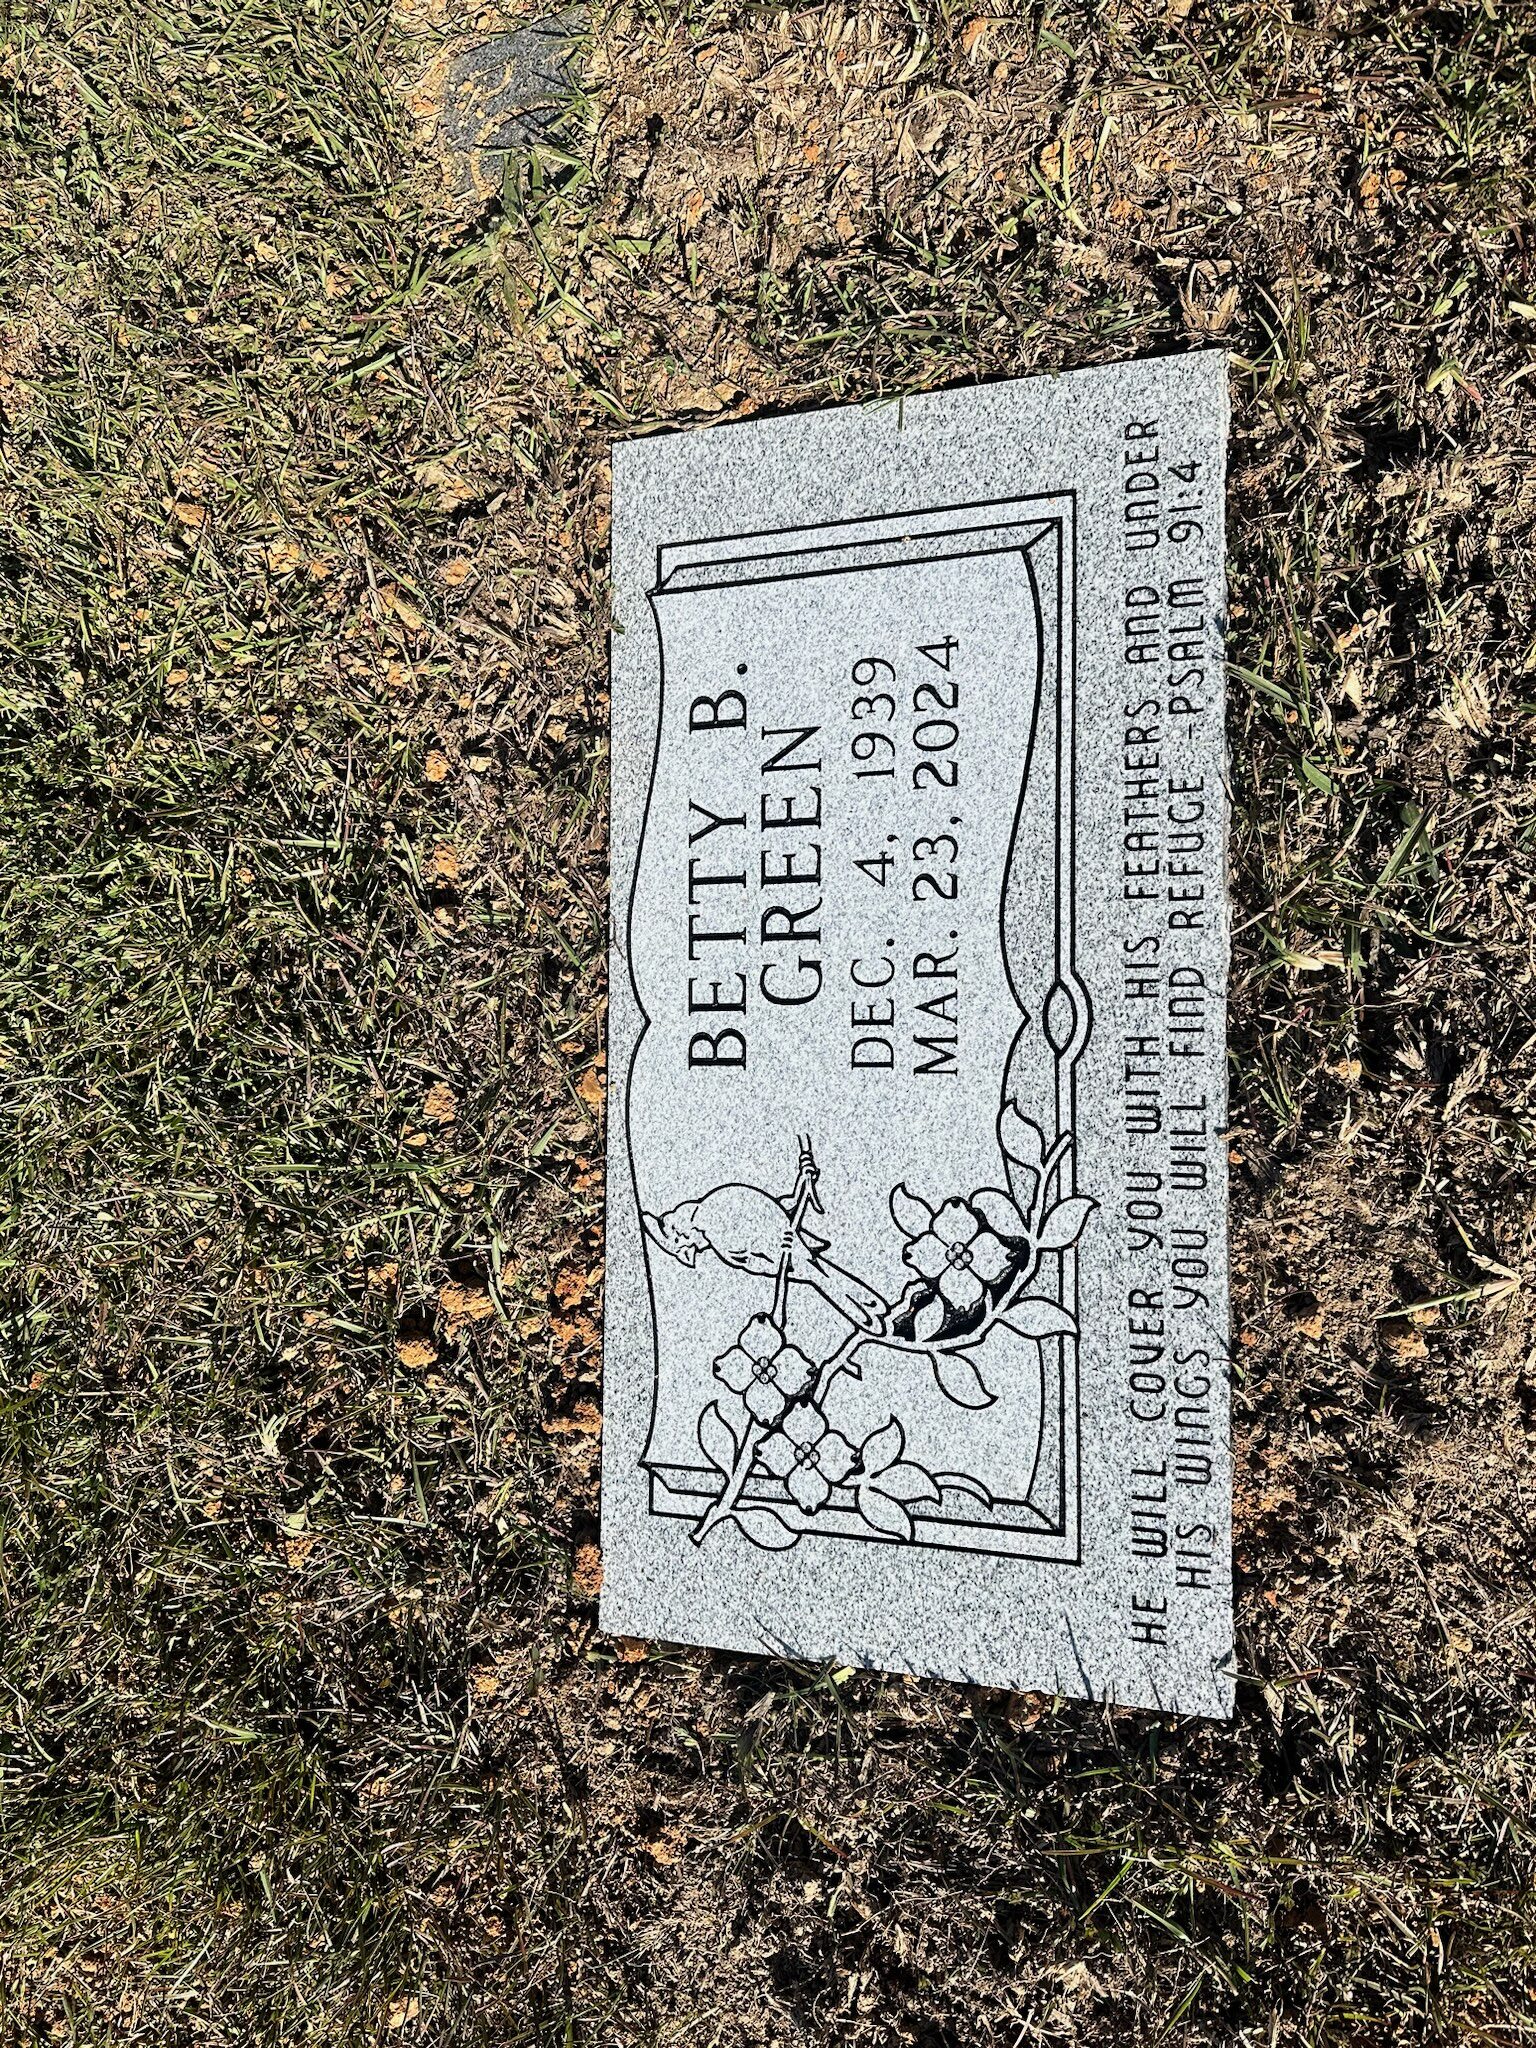 BETTY B.
GREEN
DEC. 4, 1939
MAR. 23, 2024
HE WILL COVER YOU WITH HIS FEATHERS AND UNDER
HIS WINGS YOU WILL FIND REFUGE -PSALM 91:4